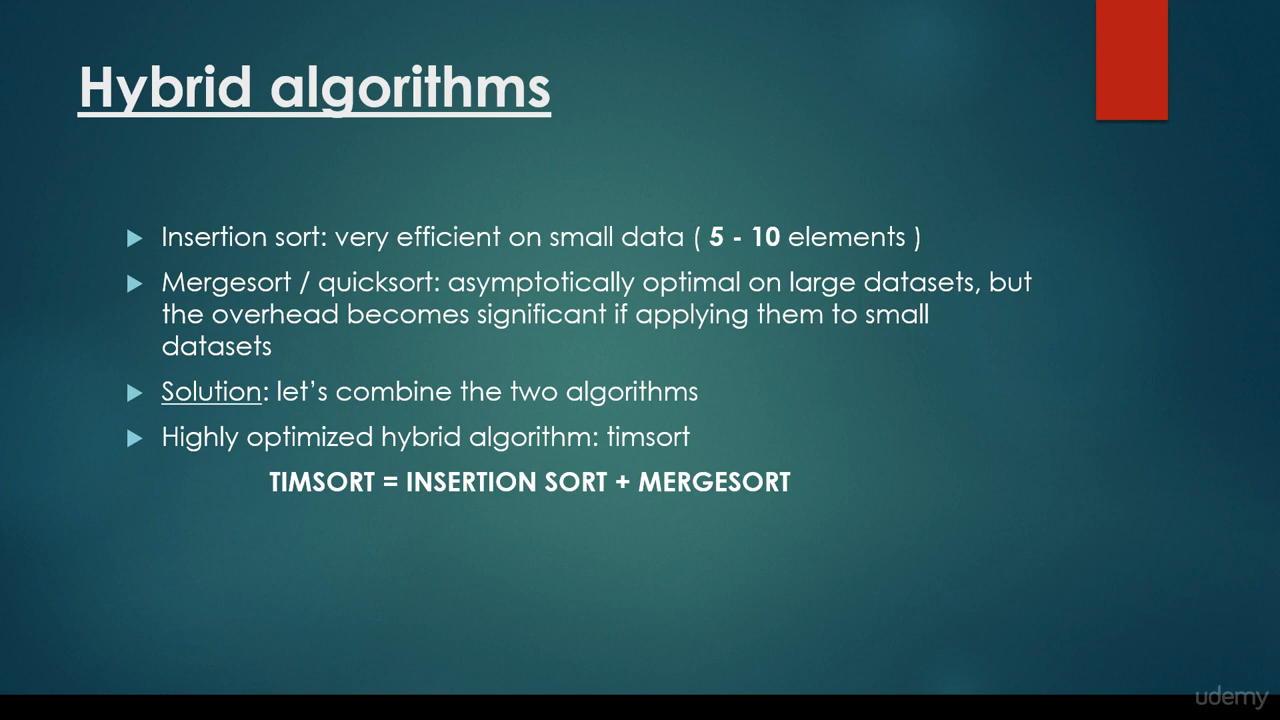 Hybrid algorithms
Insertion sort: very efficient on small data ( 5 - 10 elements )
Mergesort / quicksort: asymptotically optimal on large datasets, but
the overhead becomes significant if applying them to small
datasets
Solution: let’s combine the two algorithms
Highly optimized hybrid algorithm: timsort
TIMSORT = INSERTION SORT + MERGESORT
udemy